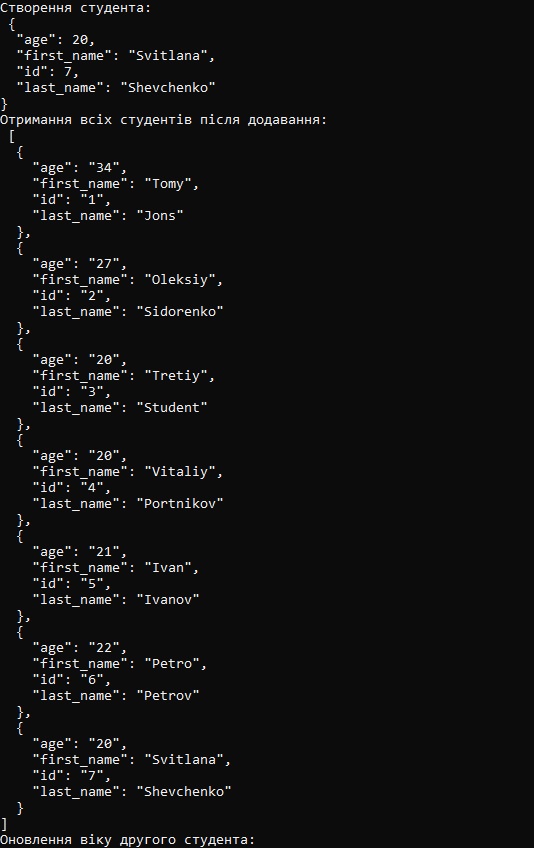 Створення студента:
 {
  "age": 20,
  "first_name": "Svitlana",
  "id": 7,
  "last_name": "Shevchenko"
}
Отримання всіх студентів після додавання:
 [
  {
    "age": "34",
    "first_name": "Tomy",
    "id": "1",
    "last_name": "Jons"
  },
  {
    "age": "27",
    "first_name": "Oleksiy",
    "id": "2",
    "last_name": "Sidorenko"
  },
  {
    "age": "20",
    "first_name": "Tretiy",
    "id": "3",
    "last_name": "Student"
  },
  {
    "age": "20",
    "first_name": "Vitaliy",
    "id": "4",
    "last_name": "Portnikov"
  },
  {
    "age": "21",
    "first_name": "Ivan",
    "id": "5",
    "last_name": "Ivanov"
  },
  {
    "age": "22",
    "first_name": "Petro",
    "id": "6",
    "last_name": "Petrov"
  },
  {
    "age": "20",
    "first_name": "Svitlana",
    "id": "7",
    "last_name": "Shevchenko"
  }
]
Оновлення віку другого студента: